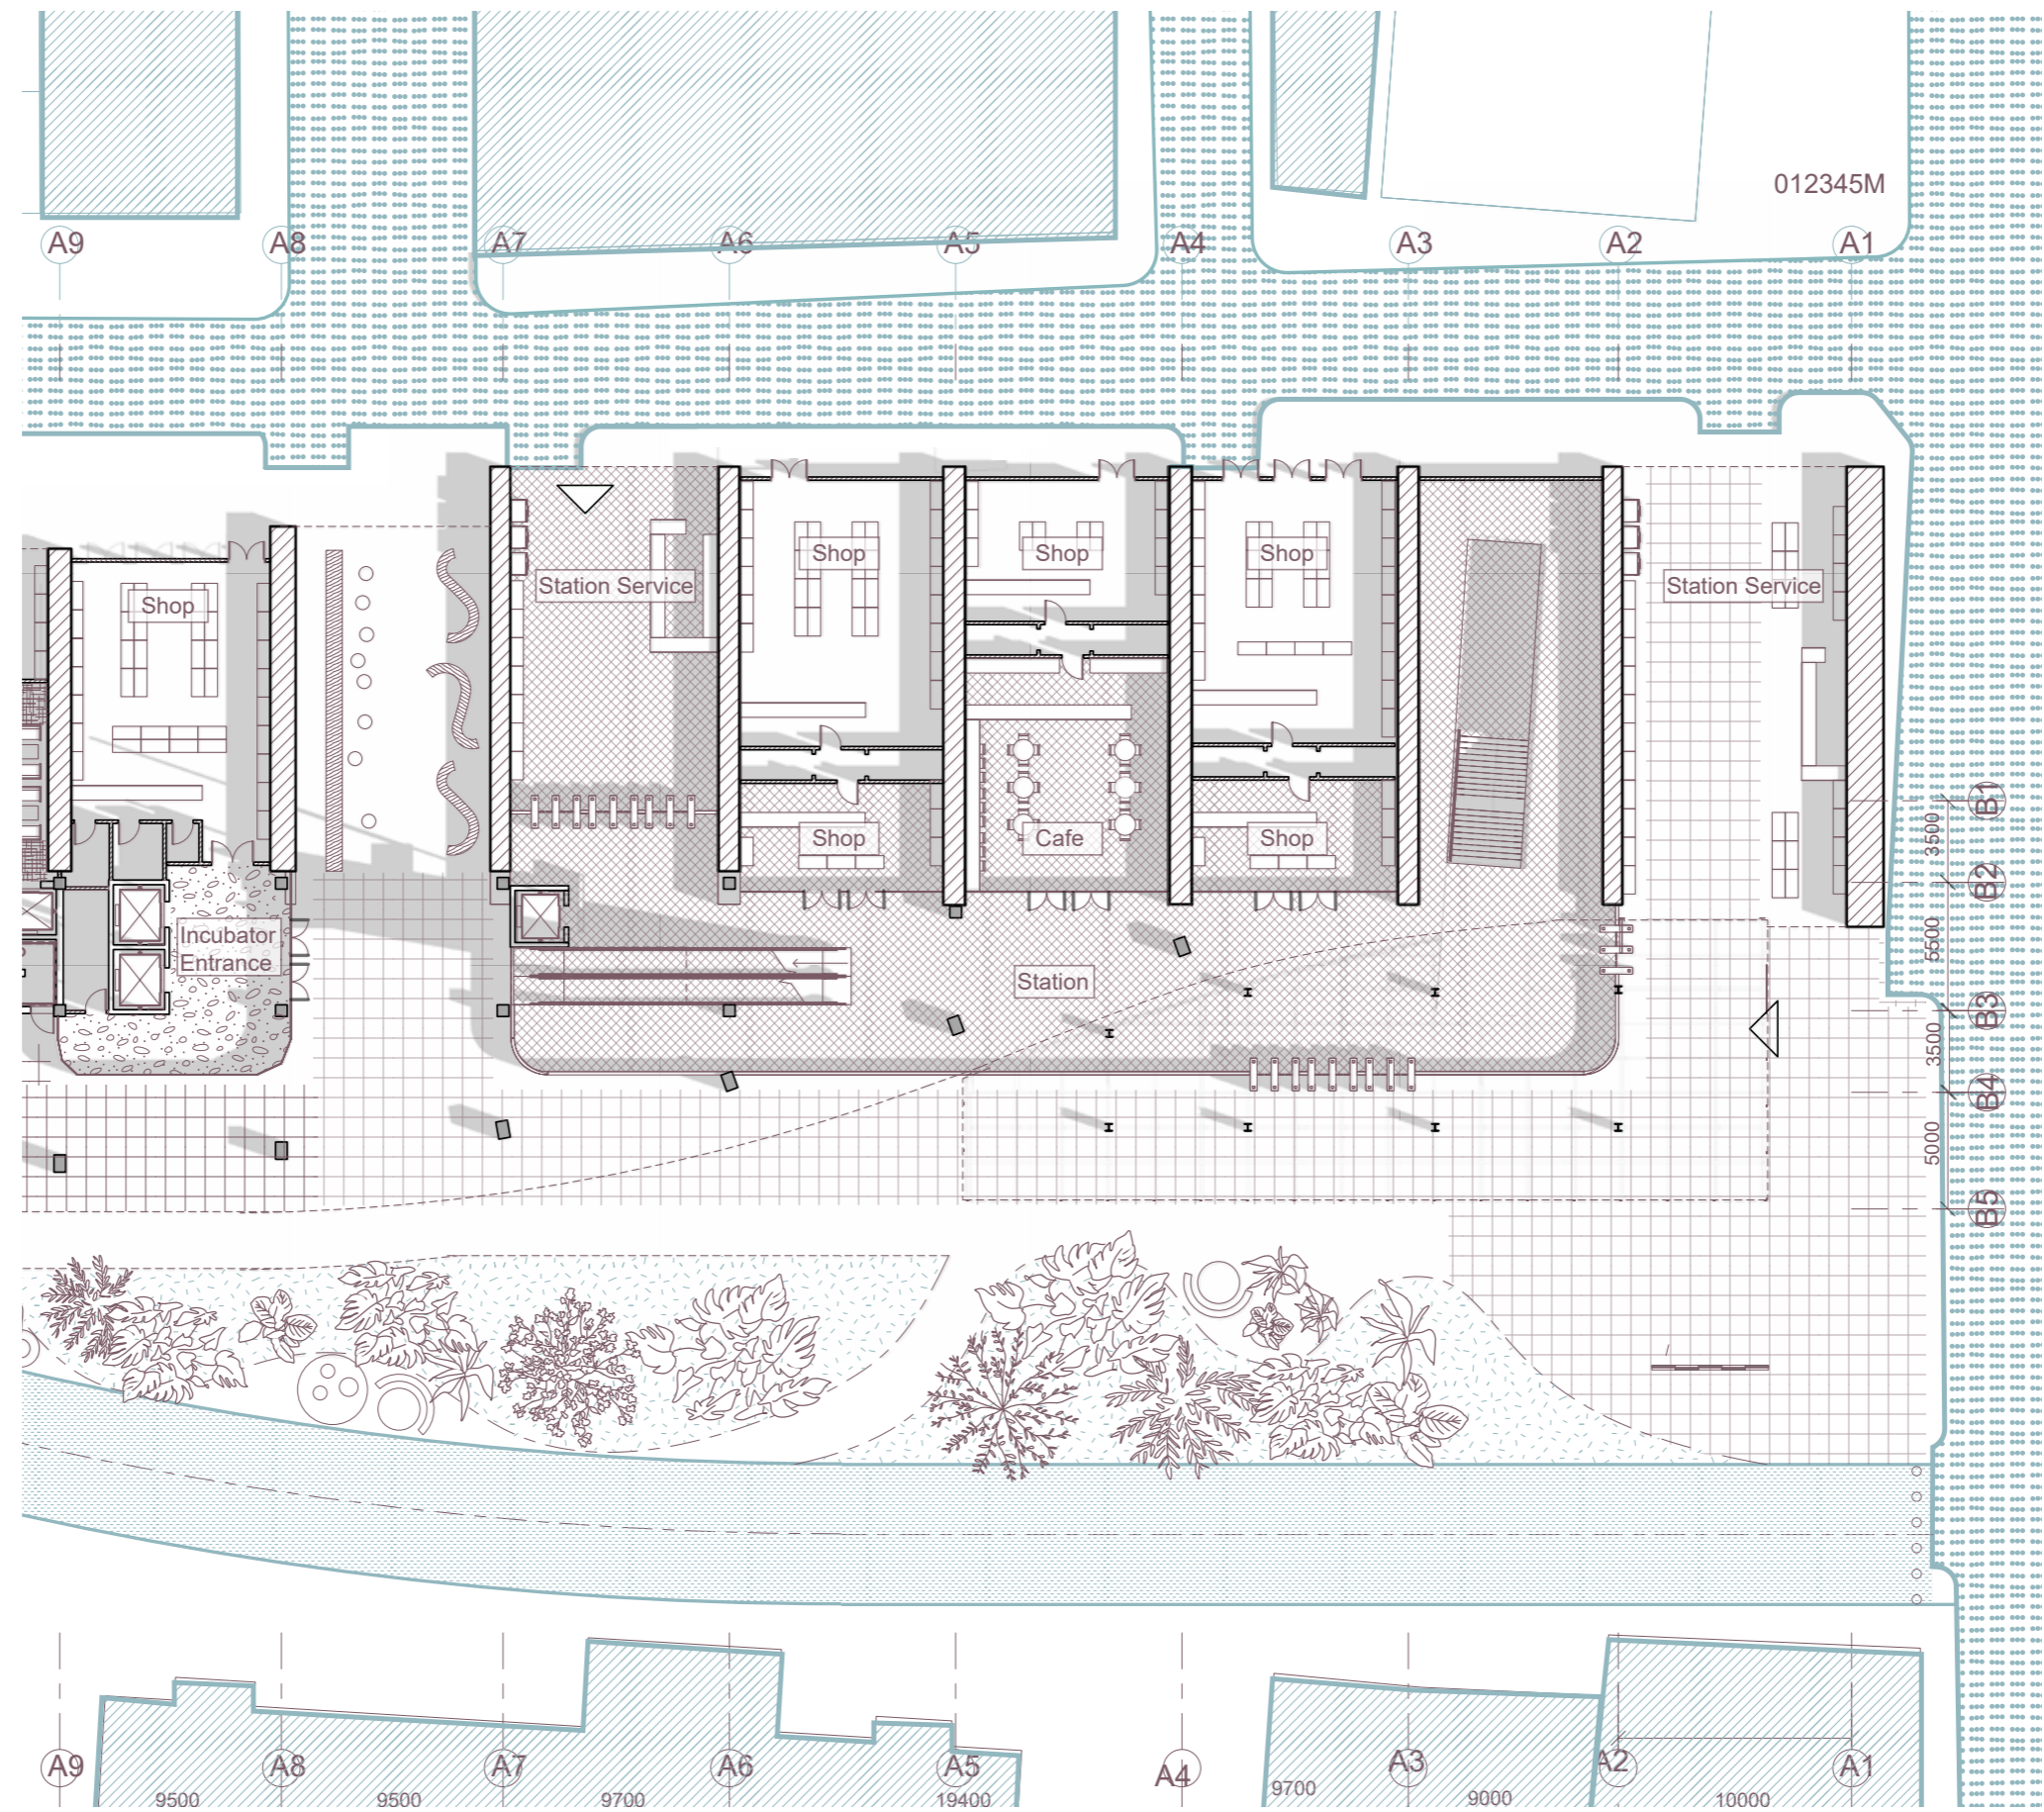 012345M
A9 A8 A7 A6 A5 A4 A3 A2 A1
Shop Shop Shop
Station Service Station Service
Shop
B1
3500
Shop Cafe Shop
B2
Incubator
Entrance
5500
Station
B3
3500
B4
5000
B5
A9 A8 A7 A6 A5 A4 A3 A2 A1
9500 9500 9700 19400 9700 9000 10000